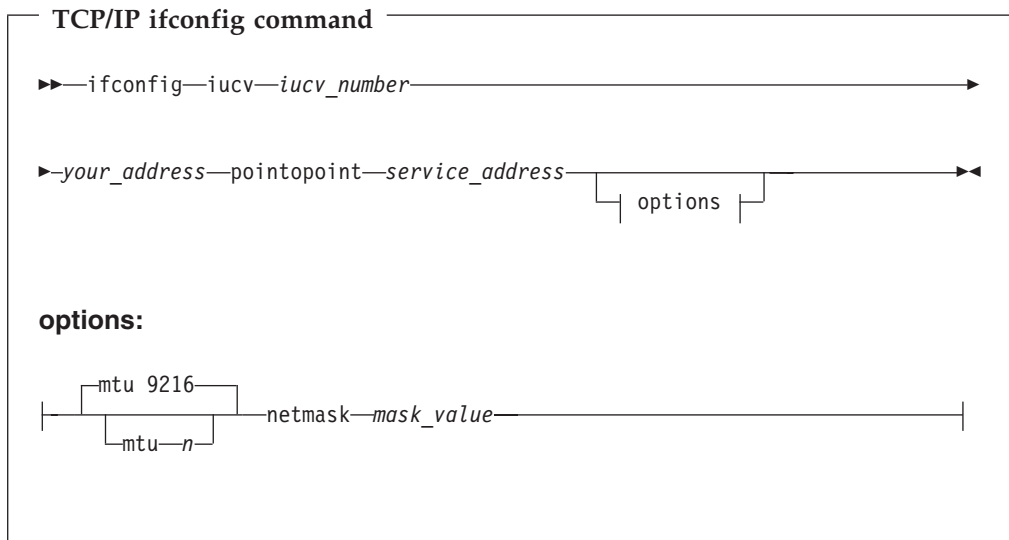 TCP/IP ifconfig command
ifconfig iucv iucv_number
your_address pointopoint service_address
options
options:
mtu 9216
netmask mask_value
mtu n